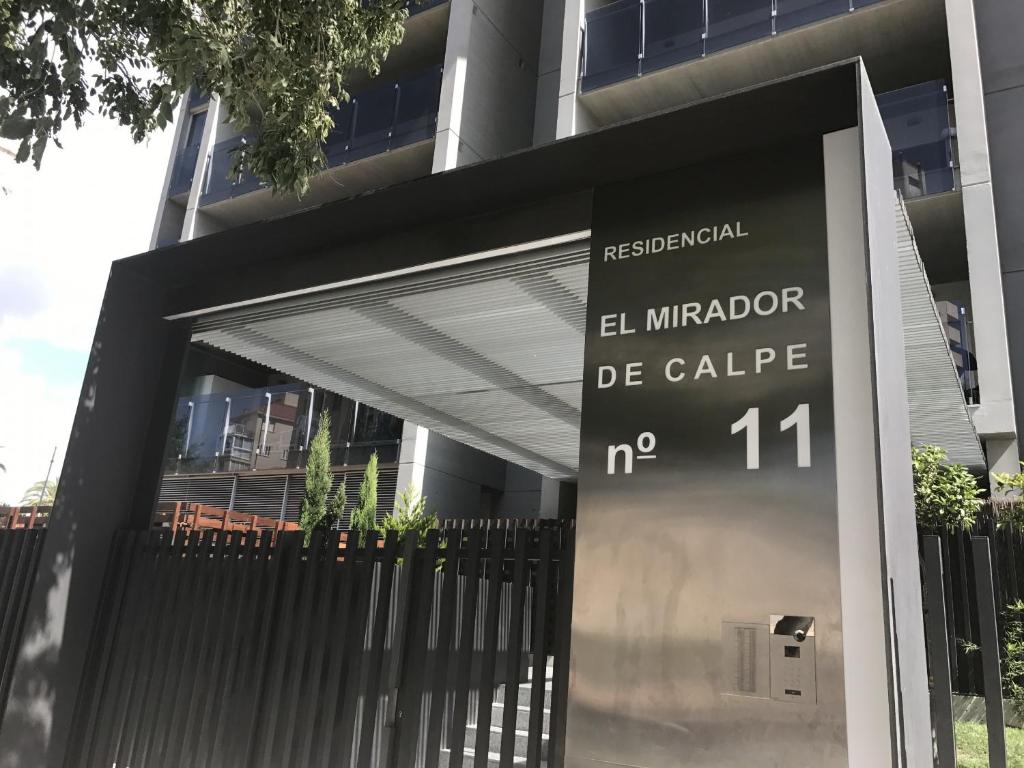 RESIDENCIAL
EL MIRADOR
DE CALPE
nº 11